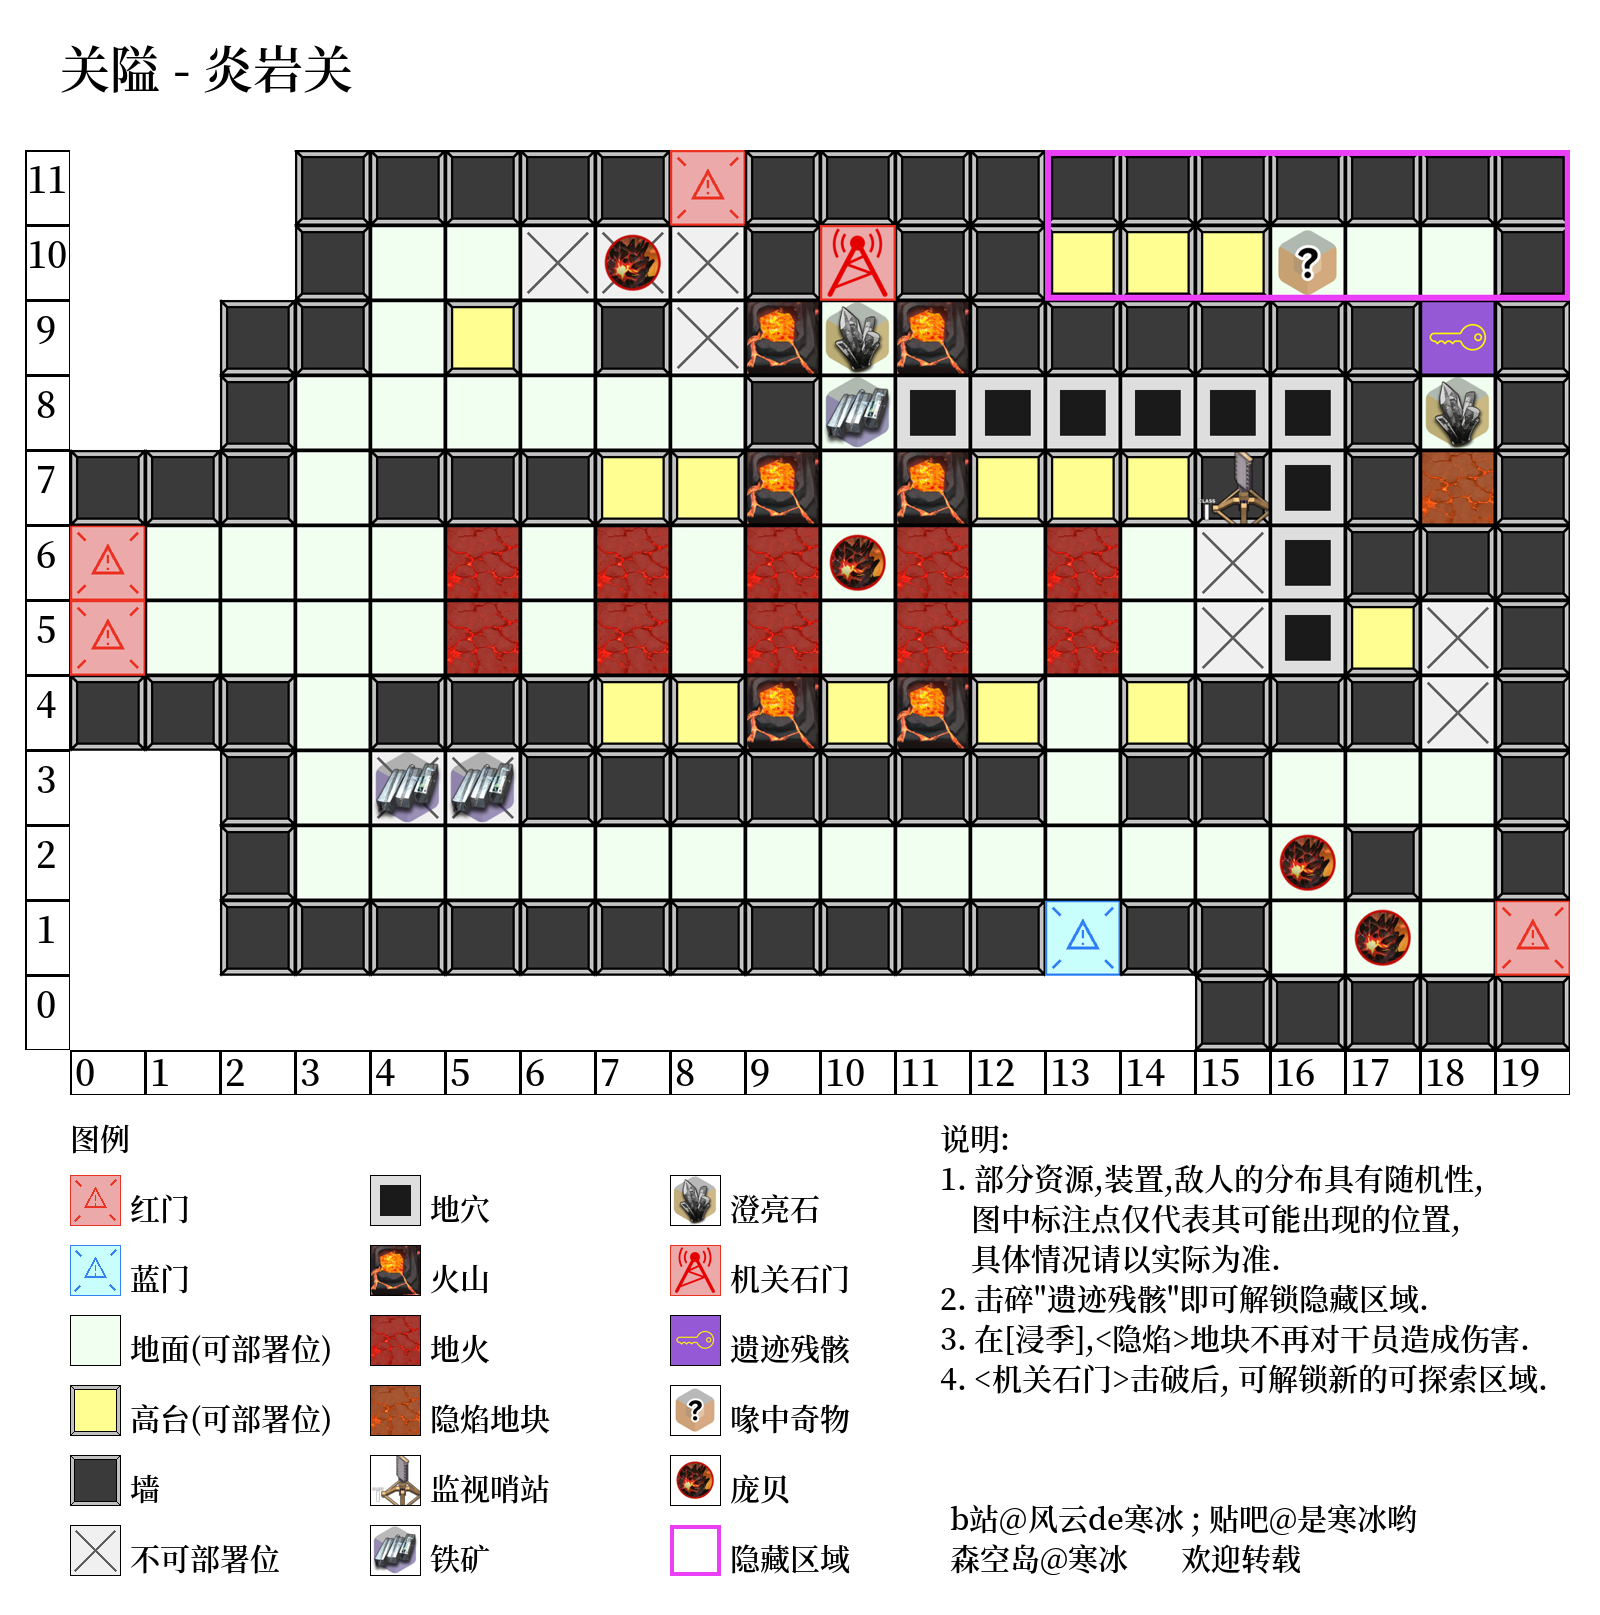 关隘 - 炎岩关
11
10
9
8
7
6
5
4
3
2
1
0
0 1 2 3 4 5 6 7 8 9 10 11 12 13 14 15 16 17 18 19
图例
红门
地穴
澄亮石
蓝门
火山
机关石门
地面(可部署位)
地火
遗迹残骸
高台(可部署位)
隐焰地块
喙中奇物
墙
监视哨站
庞贝
不可部署位
铁矿
隐藏区域
说明:
1. 部分资源,装置,敌人的分布具有随机性,
图中标注点仅代表其可能出现的位置,
具体情况请以实际为准.
2. 击碎"遗迹残骸"即可解锁隐藏区域.
3. 在[浸季],<隐焰>地块不再对干员造成伤害.
4. <机关石门>击破后, 可解锁新的可探索区域.
b站@风云de寒冰 ; 贴吧@是寒冰哟
森空岛@寒冰 欢迎转载